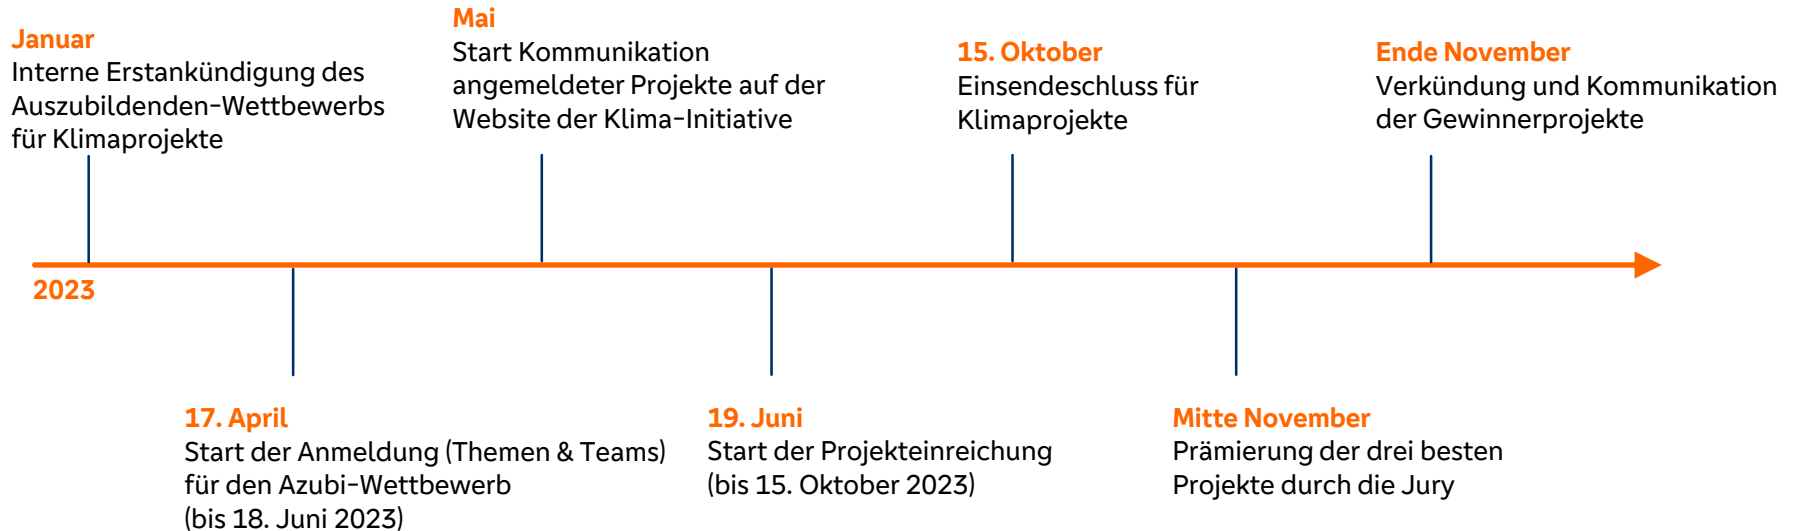 Januar
Interne Erstankündigung des
Auszubildenden-Wettbewerbs
für Klimaprojekte
Mai
Start Kommunikation
angemeldeter Projekte auf der
Website der Klima-Initiative
15. Oktober
Einsendeschluss für
Klimaprojekte
Ende November
Verkündung und Kommunikation
der Gewinnerprojekte
2023
17. April
Start der Anmeldung (Themen & Teams)
für den Azubi-Wettbewerb
(bis 18. Juni 2023)
19. Juni
Start der Projekteinreichung
(bis 15. Oktober 2023)
Mitte November
Prämierung der drei besten
Projekte durch die Jury